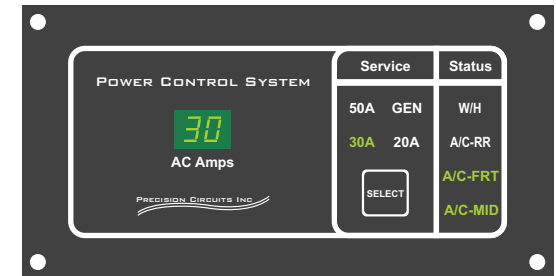 POWER CONTROL SYSTEM
30
AC Amps
PRECISION CIRCUITS INC
Service
50A GEN
30A 20A
SELECT
Status
W/H
A/C-RR
A/C-FRT
A/C-MID